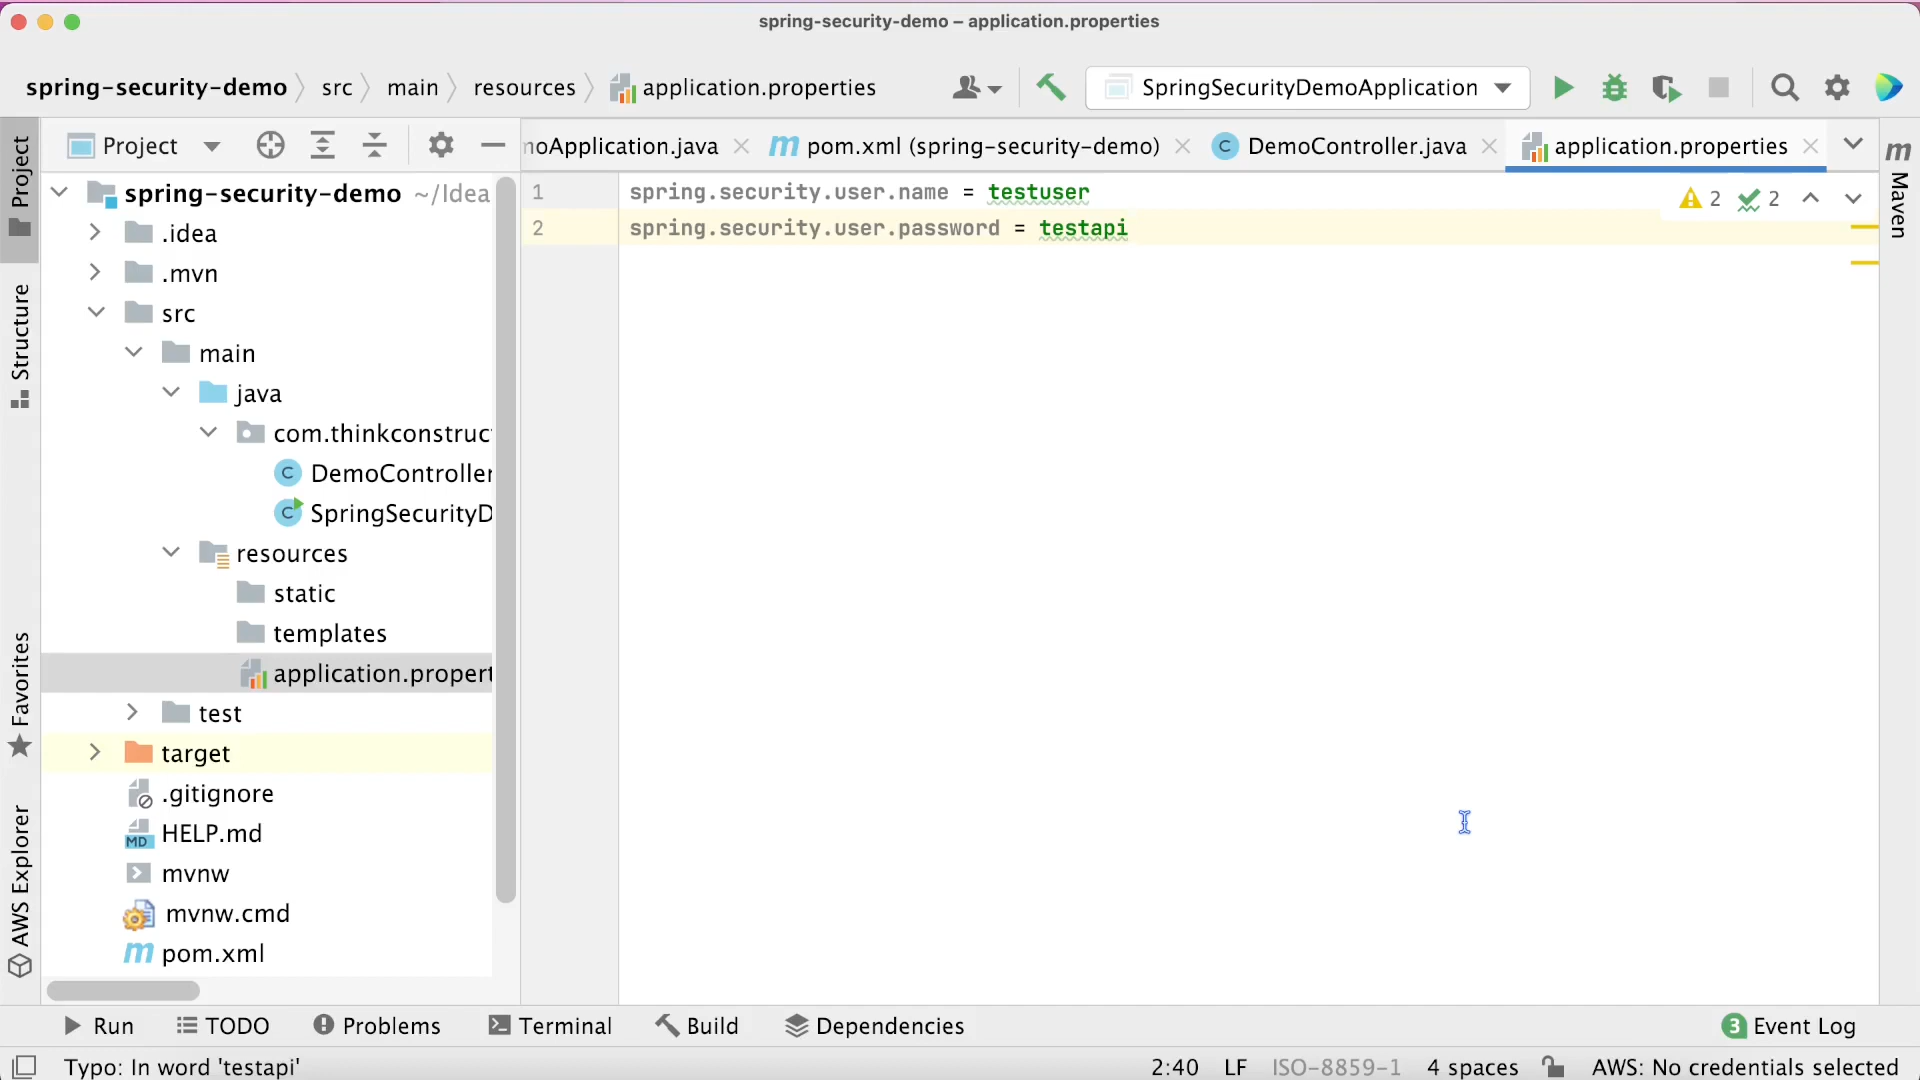 spring-security-demo – application.properties
spring-security-demo src main resources application.properties SpringSecurityDemoApplication
Project
Project
Structure
Favorites
AWS Explorer
spring-security-demo ~/Idea
.idea
.mvn
src
main
java
com.thinkconstruc
DemoController
SpringSecurityD
resources
static
templates
application.propert
test
target
.gitignore
HELP.md
mvnw
mvnw.cmd
pom.xml
oApplication.java pom.xml (spring-security-demo) DemoController.java application.properties
1 spring.security.user.name = testuser
2 spring.security.user.password = testapi
2 2
Maven
Run TODO Problems Terminal Build Dependencies 3 Event Log
Typo: In word 'testapi' 2:40 LF ISO-8859-1 4 spaces AWS: No credentials selected